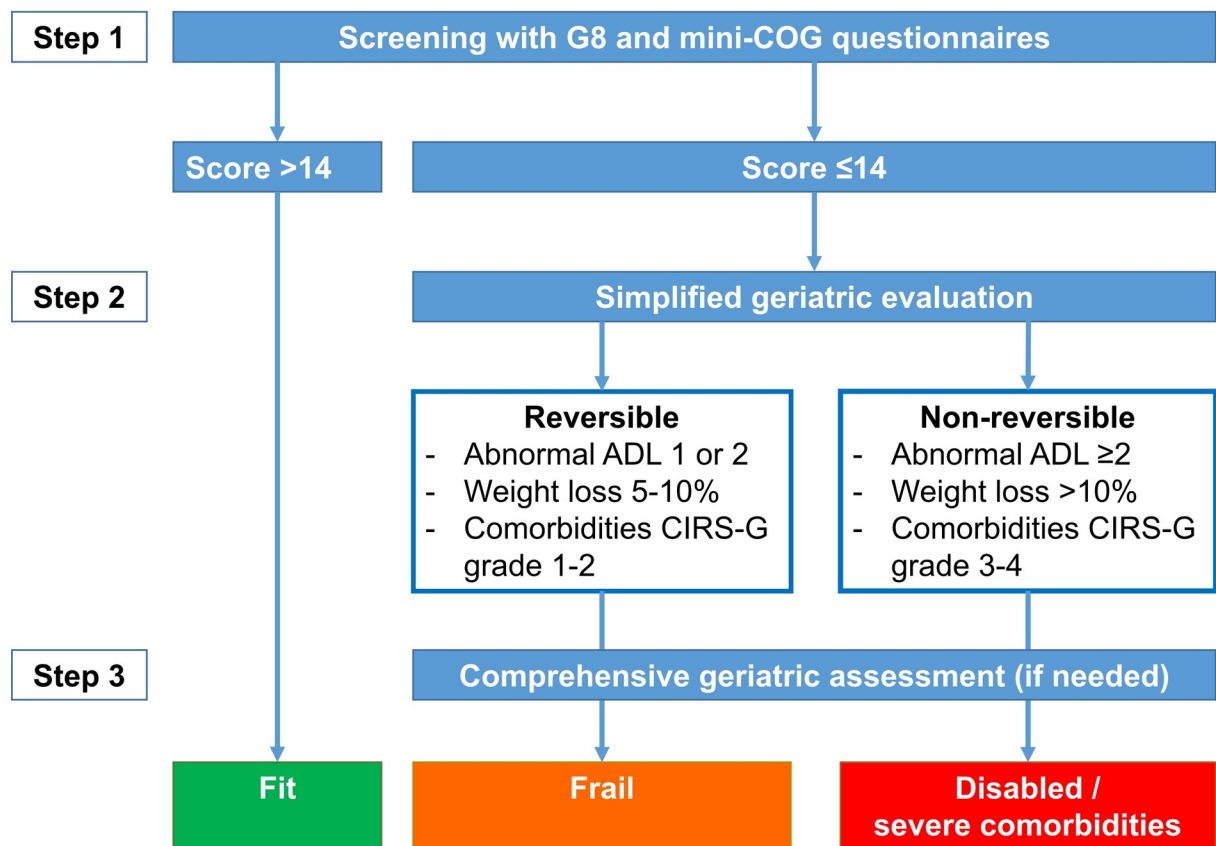 Step 1
Screening with G8 and mini-COG questionnaires
Score >14
Score ≤14
Step 2
Simplified geriatric evaluation
Reversible
- Abnormal ADL 1 or 2
- Weight loss 5-10%
- Comorbidities CIRS-G
grade 1-2
Non-reversible
- Abnormal ADL ≥2
- Weight loss >10%
- Comorbidities CIRS-G
grade 3-4
Step 3
Comprehensive geriatric assessment (if needed)
Fit
Frail
Disabled /
severe comorbidities